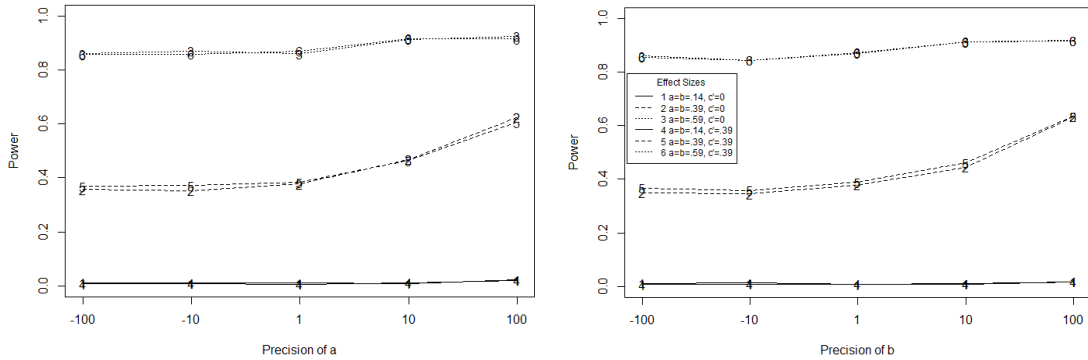 1.0
0.8
0.6
0.4
0.2
0.0
Power
-100 -10 1 10 100
Precision of a
1.0
0.8
0.6
0.4
0.2
0.0
Power
Effect Sizes
1 a=b=.14, c'=0
2 a=b=.39, c'=0
3 a=b=.59, c'=0
4 a=b=.14, c'=.39
5 a=b=.39, c'=.39
6 a=b=.59, c'=.39
-100 -10 1 10 100
Precision of b